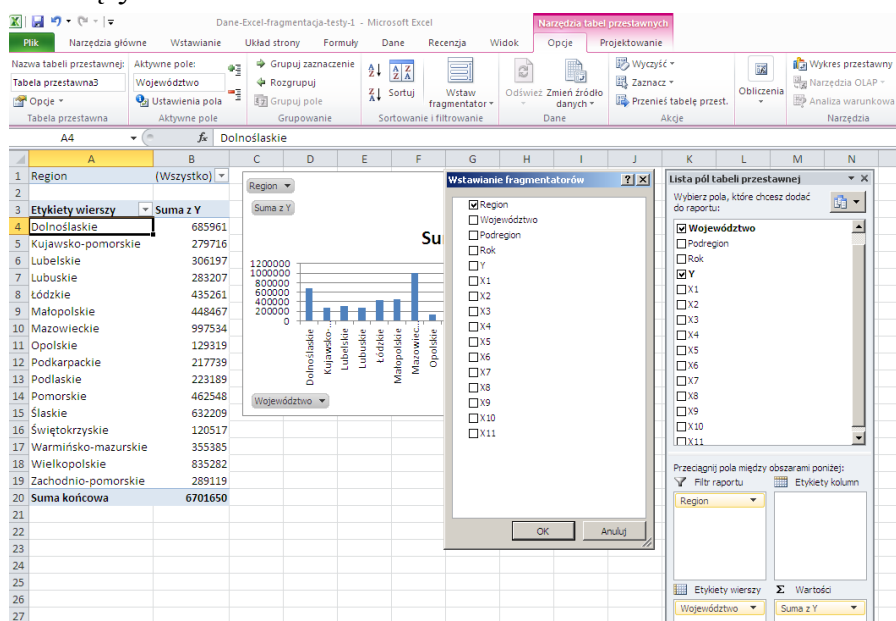 Dane-Excel-fragmentacja-testy-1 - Microsoft Excel
Narzędzia tabel przestawnych
Plik Narzędzia główne Wstawianie Układ strony Formuły Dane Recenzja Widok Opcje Projektowanie
Nazwa tabeli przestawnej: Aktywne pole: Grupuj zaznaczenie Wyczyść Wykres przestawny
Tabela przestawna3 Województwo Rozgrupuj Sortuj Wstaw fragmentator Odśwież Zmień źródło danych Zaznacz Obliczenia Narzędzia OLAP
Opcje Ustawienia pola Grupuj pole Przenieś tabelę przest. Analiza warunkowa
Tabela przestawna Aktywne pole Grupowanie Sortowanie i filtrowanie Dane Akcje Narzędzia
A4 fx Dolnoślaskie
A B C D E F G H I J K L M N
1 Region (Wszystko)
2
3 Etykiety wierszy Suma z Y
4 Dolnoślaskie 685961
5 Kujawsko-pomorskie 279716
6 Lubelskie 306197
7 Lubuskie 283207
8 Łódzkie 435261
9 Małopolskie 448467
10 Mazowieckie 997534
11 Opolskie 129319
12 Podkarpackie 217739
13 Podlaskie 223189
14 Pomorskie 462548
15 Ślaskie 632209
16 Świętokrzyskie 120517
17 Warmińsko-mazurskie 355385
18 Wielkopolskie 835282
19 Zachodnio-pomorskie 289119
20 Suma końcowa 6701650
21
22
23
24
25
26
27
Region
Suma z Y
Su
1200000
1000000
800000
600000
400000
200000
0
Dolnoślaskie
Kujawsko-...
Lubelskie
Lubuskie
Łódzkie
Małopolskie
Mazowiec...
Opolskie
Województwo
Wstawianie fragmentatorów
Region
Województwo
Podregion
Rok
Y
X1
X2
X3
X4
X5
X6
X7
X8
X9
X10
X11
OK Anuluj
Lista pól tabeli przestawnej
Wybierz pola, które chcesz dodać
do raportu:
Województwo
Podregion
Rok
Y
X1
X2
X3
X4
X5
X6
X7
X8
X9
X10
X11
Przeciągnij pola między obszarami poniżej:
Filtr raportu Etykiety kolumn
Region
Etykiety wierszy Σ Wartości
Województwo Suma z Y